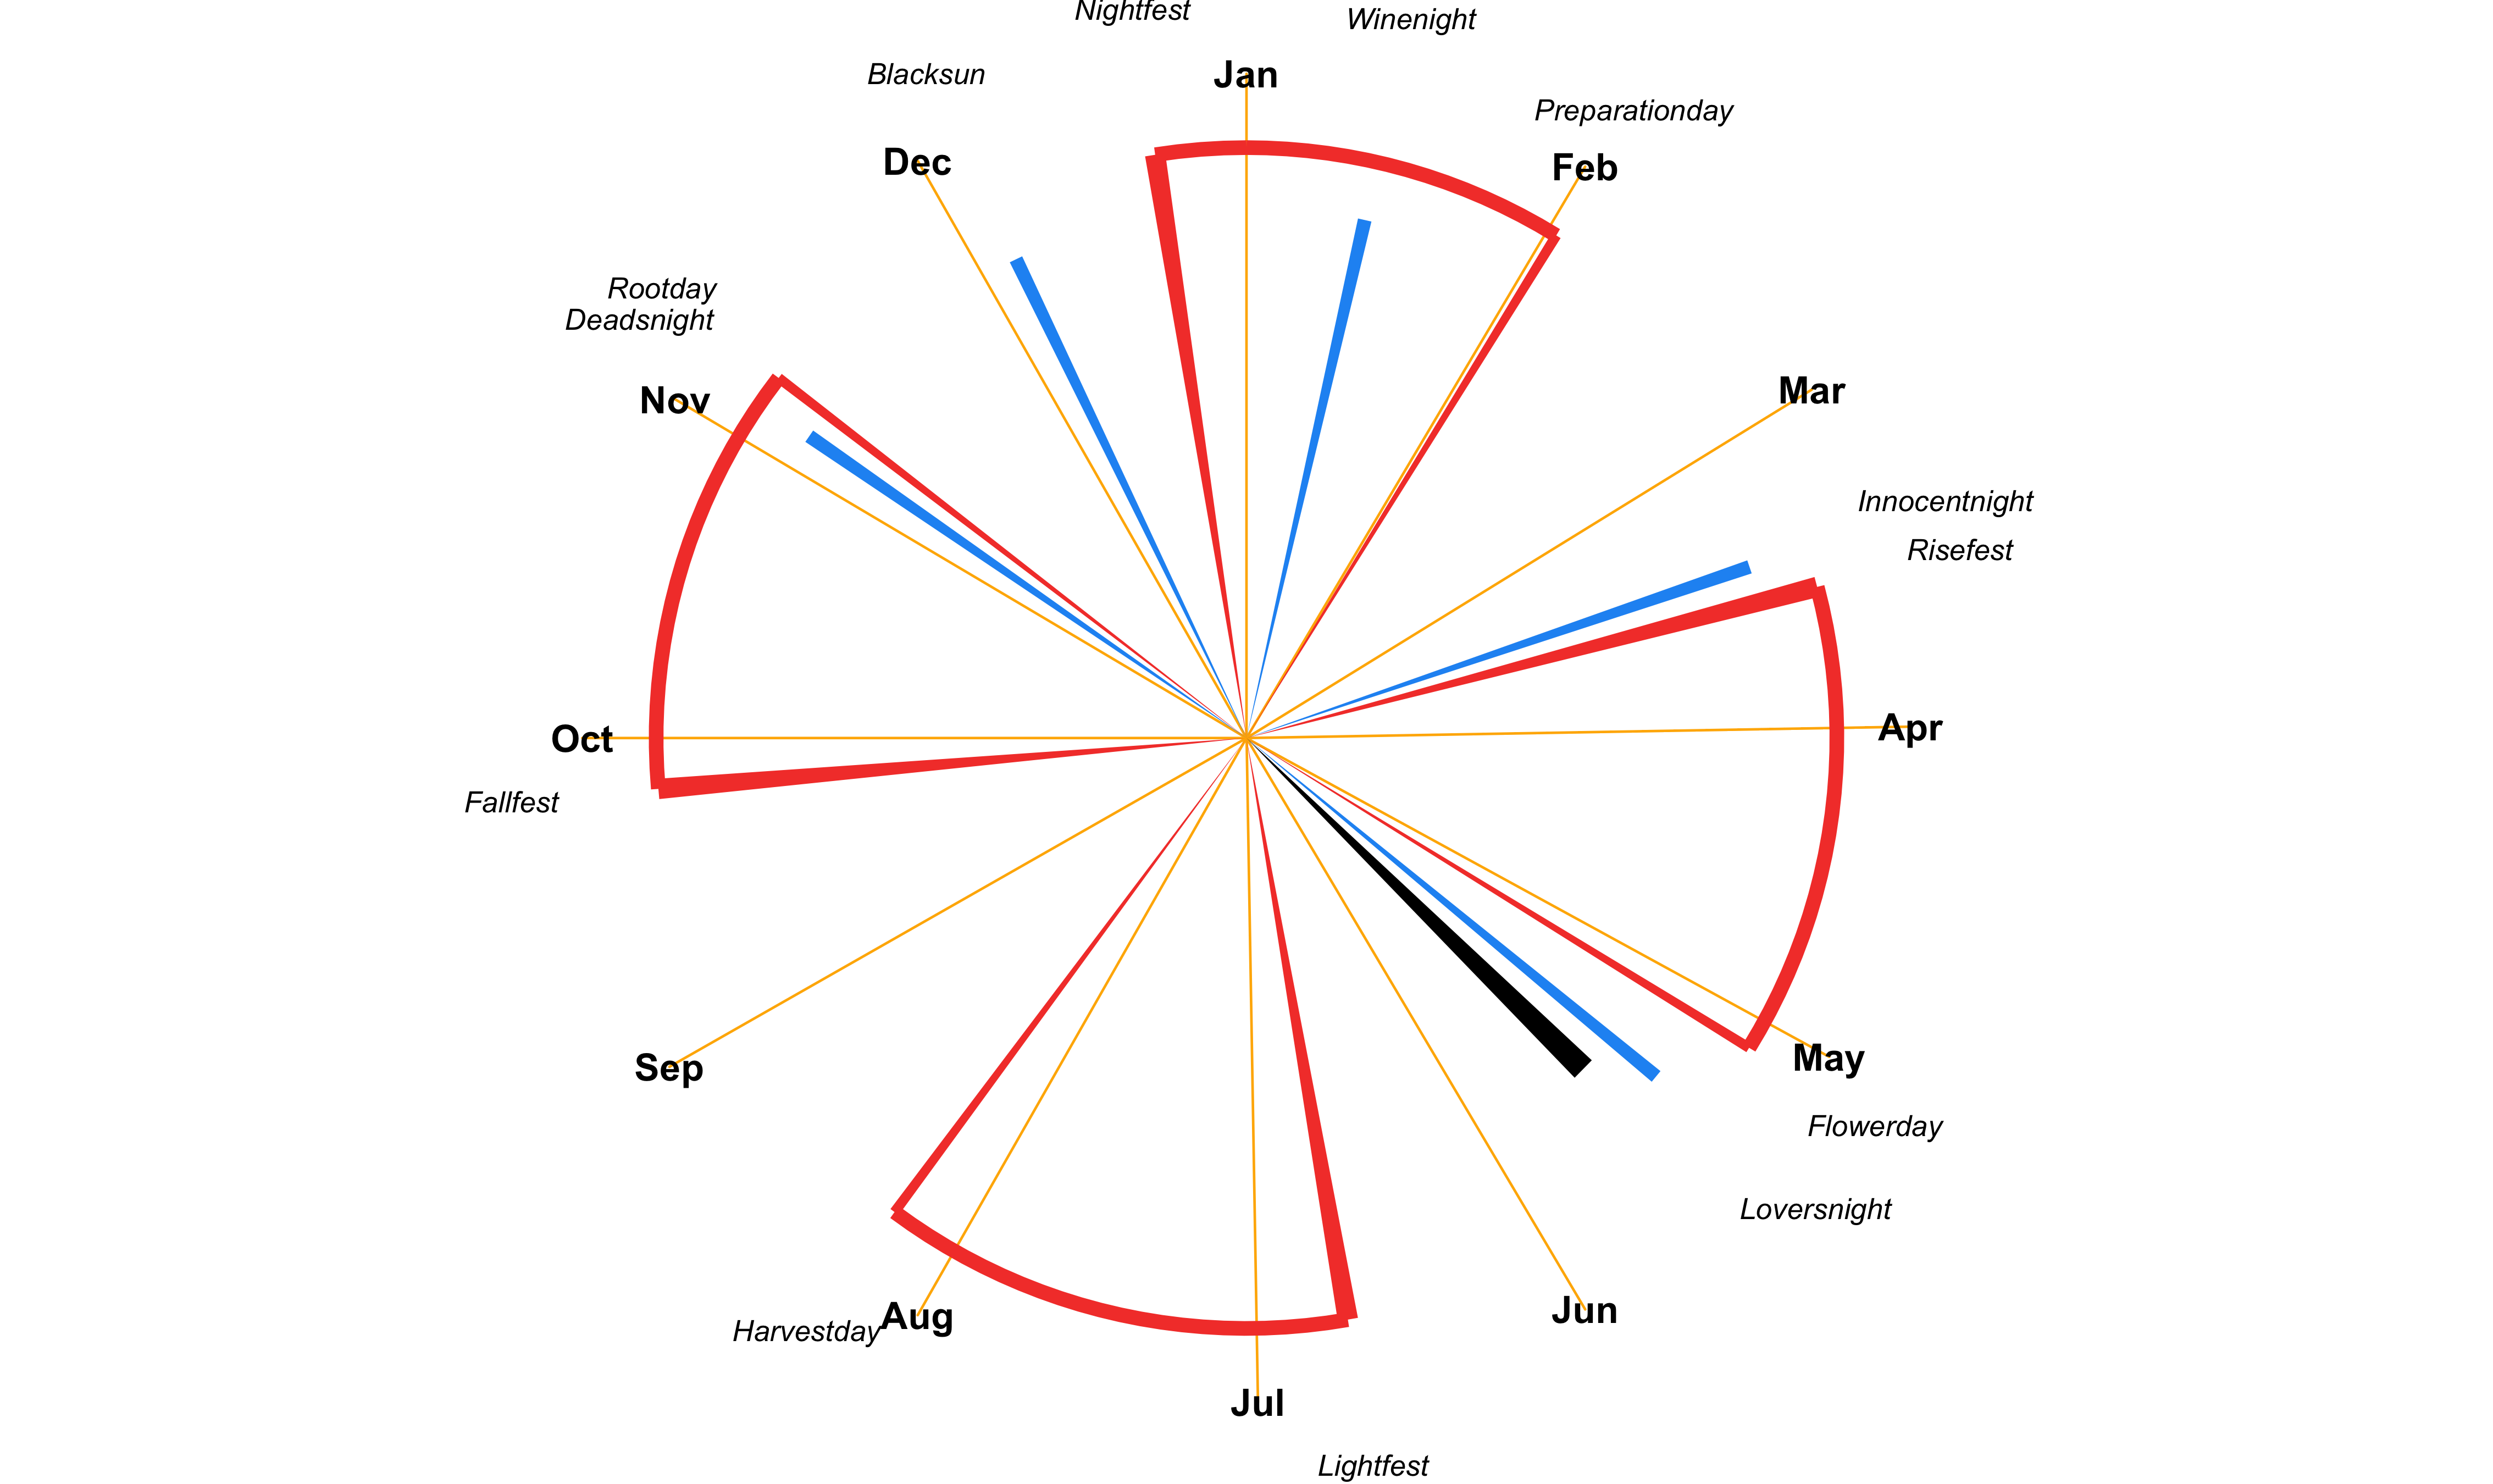 Nightfest
Winenight
Blacksun
Jan
Preparationday
Dec
Feb
Rootday
Deadsnight
Nov
Mar
Innocentnight
Risefest
Oct
Apr
Fallfest
Sep
May
Flowerday
Loversnight
Harvestday
Aug
Jun
Jul
Lightfest